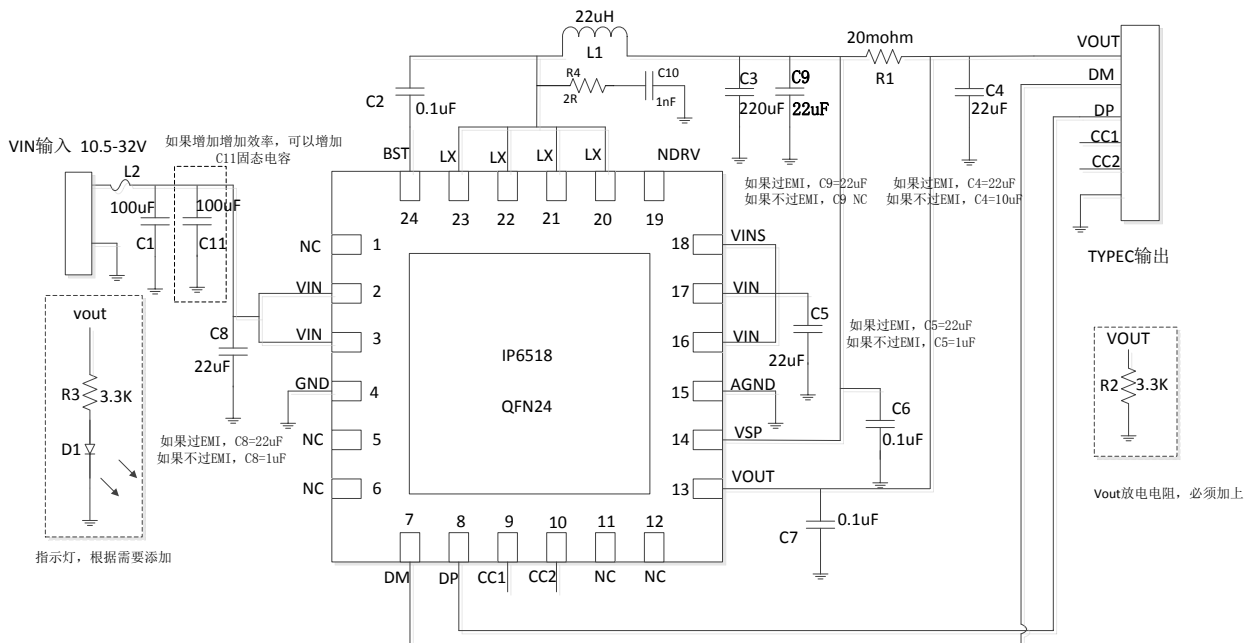 22uH
L1
20mohm
R1
VOUT
DM
DP
CC1
CC2
TYPEC输出
R4
2R
C10
1nF
C2
0.1uF
C3
220uF
C9
22uF
C4
22uF
VIN输入 10.5-32V
如果增加增加效率，可以增加
C11固态电容
L2
100uF
C1
100uF
C11
BST
LX
LX
LX
LX
NDRV
24
23
22
21
20
19
如果过EMI，C9=22uF
如果不过EMI，C9 NC
如果过EMI，C4=22uF
如果不过EMI，C4=10uF
NC
1
VIN
2
VIN
3
GND
4
NC
5
NC
6
18
VINS
17
VIN
16
VIN
15
AGND
14
VSP
13
VOUT
IP6518
QFN24
C8
22uF
如果过EMI，C8=22uF
如果不过EMI，C8=1uF
C5
22uF
如果过EMI，C5=22uF
如果不过EMI，C5=1uF
C6
0.1uF
C7
0.1uF
vout
R3
3.3K
D1
指示灯，根据需要添加
VOUT
R2
3.3K
Vout放电电阻，必须加上
7
8
9
10
11
12
DM
DP
CC1
CC2
NC
NC